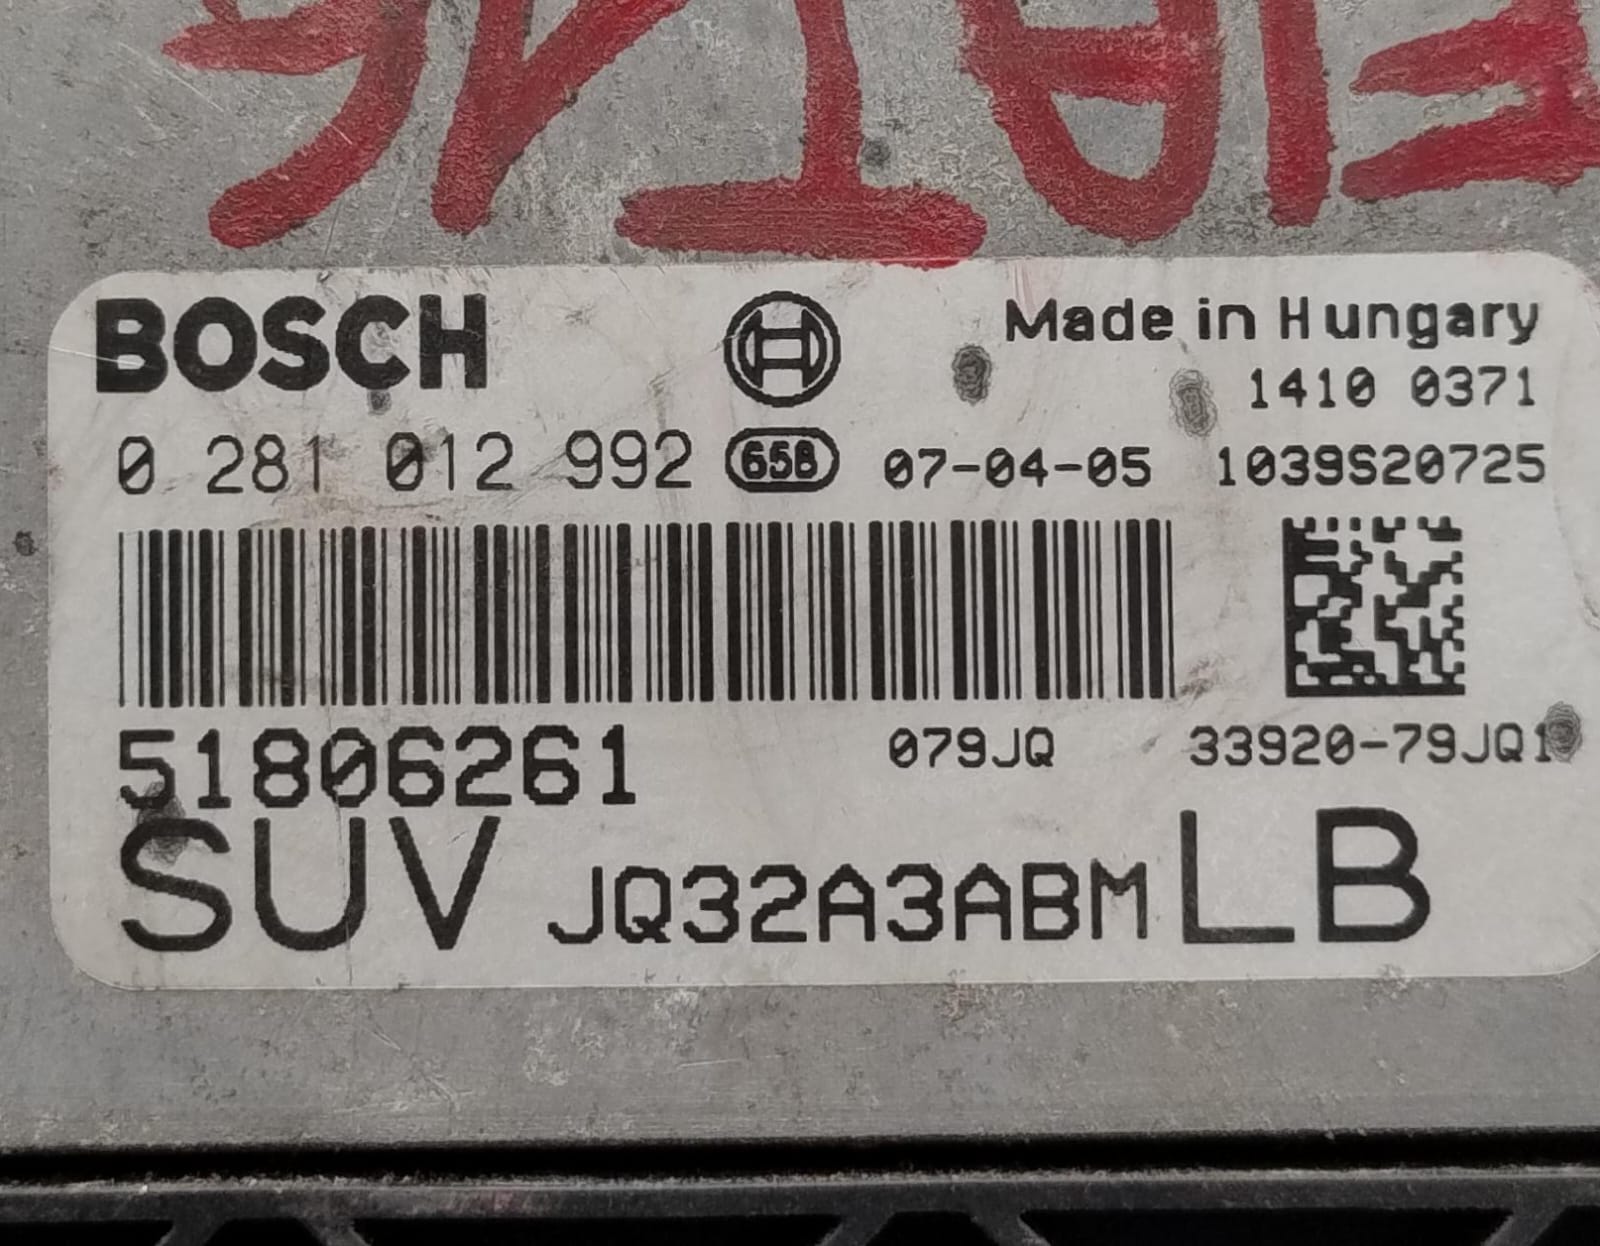 FIAT
BOSCH
Made in Hungary
1410 0371
0 281 012 992 658 07-04-05 1039S20725
51806261 079JQ 33920-79JQ1
SUV JQ32A3ABM LB